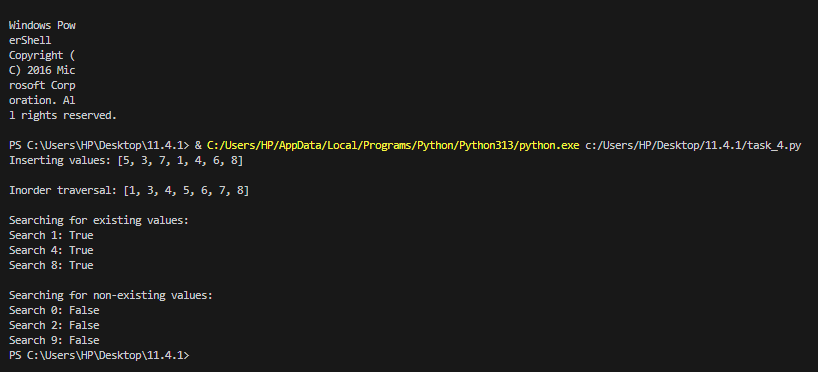 Windows Pow
erShell
Copyright (
C) 2016 Mic
rosoft Corp
oration. Al
l rights reserved.
PS C:\Users\HP\Desktop\11.4.1> & C:/Users/HP/AppData/Local/Programs/Python/Python313/python.exe c:/Users/HP/Desktop/11.4.1/task_4.py
Inserting values: [5, 3, 7, 1, 4, 6, 8]
Inorder traversal: [1, 3, 4, 5, 6, 7, 8]
Searching for existing values:
Search 1: True
Search 4: True
Search 8: True
Searching for non-existing values:
Search 0: False
Search 2: False
Search 9: False
PS C:\Users\HP\Desktop\11.4.1>